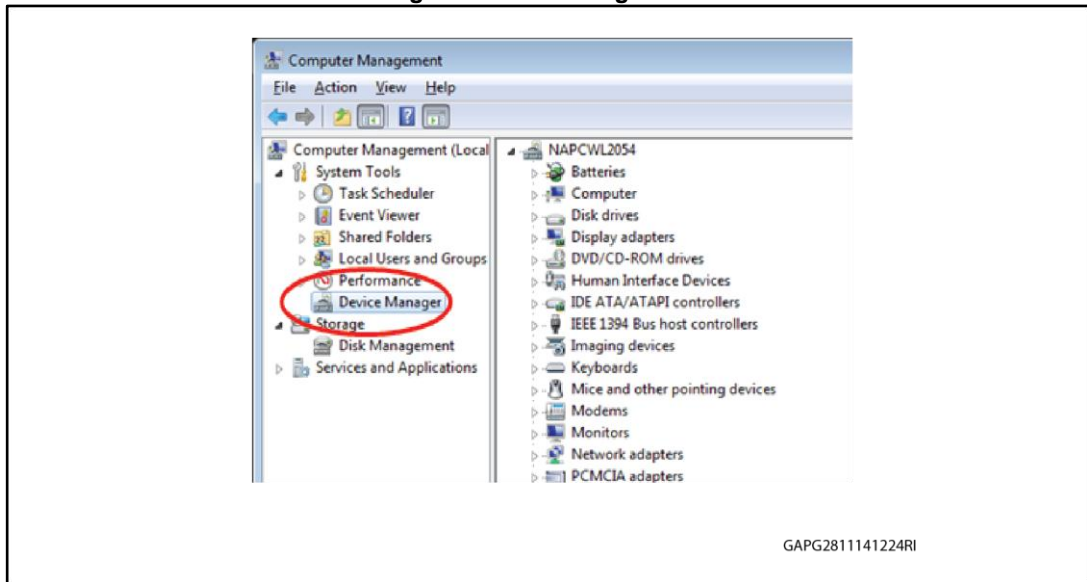 Computer Management
File Action View Help
Computer Management (Local
System Tools
Task Scheduler
Event Viewer
Shared Folders
Local Users and Groups
Performance
Device Manager
Storage
Disk Management
Services and Applications
NAPCWL2054
Batteries
Computer
Disk drives
Display adapters
DVD/CD-ROM drives
Human Interface Devices
IDE ATA/ATAPI controllers
IEEE 1394 Bus host controllers
Imaging devices
Keyboards
Mice and other pointing devices
Modems
Monitors
Network adapters
PCMCIA adapters
GAPG2811141224RI